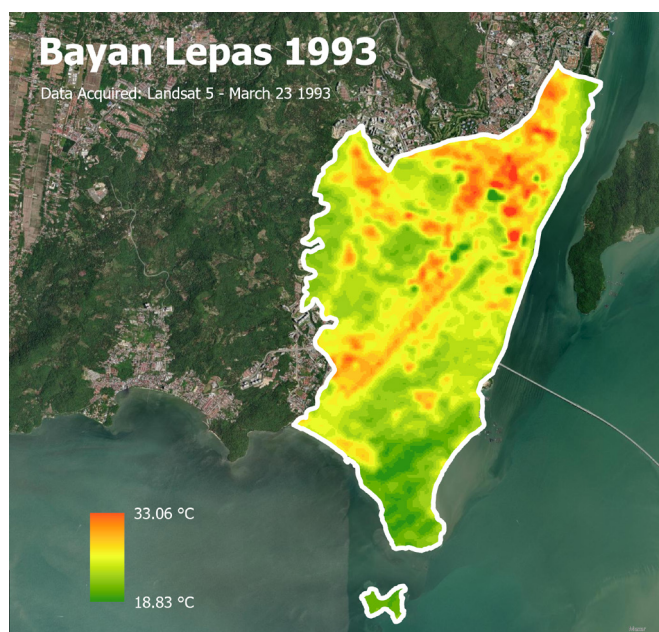 Bayan Lepas 1993
Data Acquired: Landsat 5 - March 23 1993
33.06 °C
18.83 °C